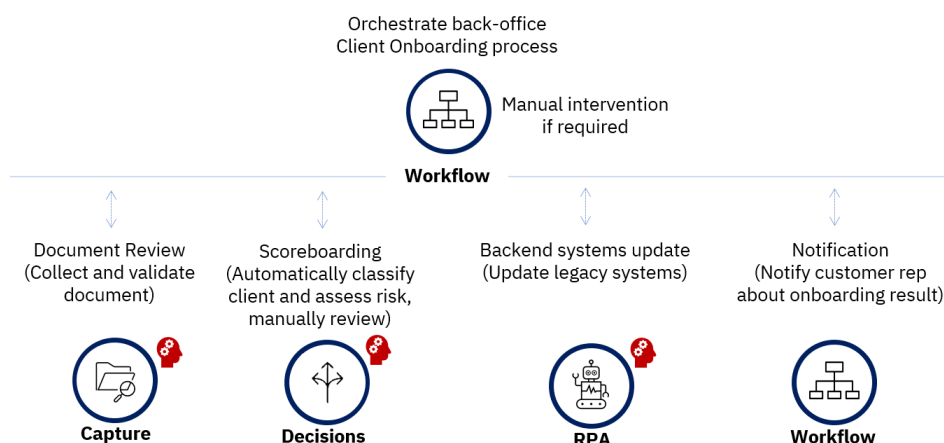 Orchestrate back-office
Client Onboarding process
Manual intervention
if required
Workflow
Document Review
(Collect and validate
document)
Scoreboarding
(Automatically classify
client and assess risk,
manually review)
Backend systems update
(Update legacy systems)
Notification
(Notify customer rep
about onboarding result)
Capture
Decisions
RPA
Workflow